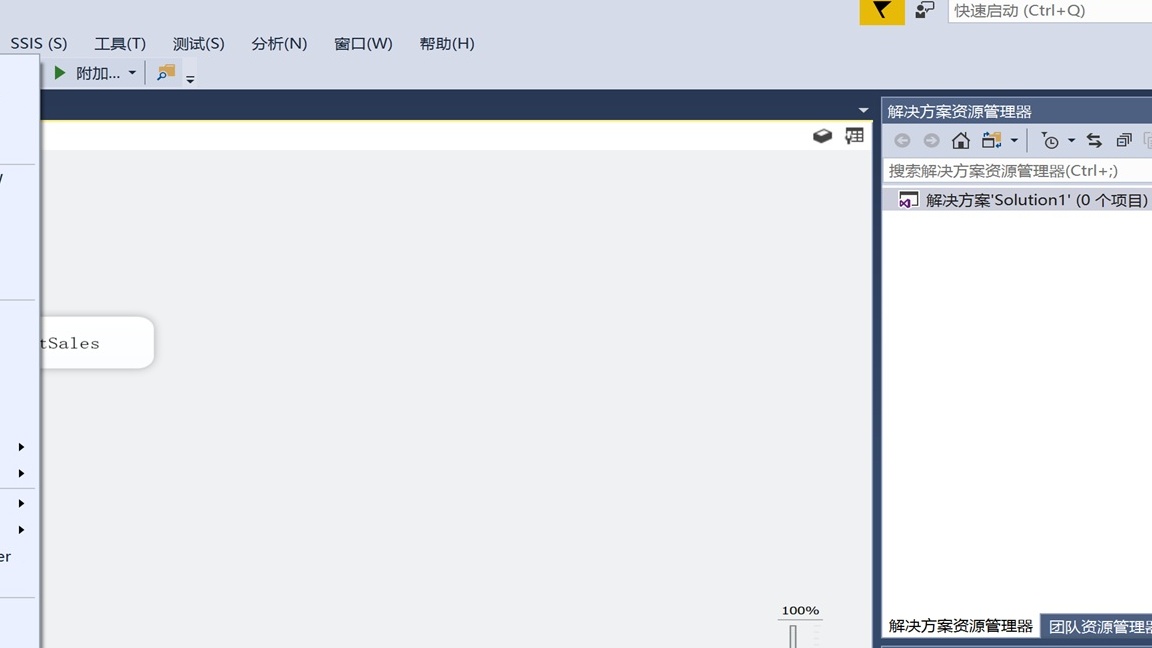 快速启动 (Ctrl+Q)
SSIS (S) 工具(T) 测试(S) 分析(N) 窗口(W) 帮助(H)
附加...
解决方案资源管理器
搜索解决方案资源管理器(Ctrl+;)
解决方案'Solution1' (0 个项目)
tSales
er
100%
解决方案资源管理器 团队资源管理器